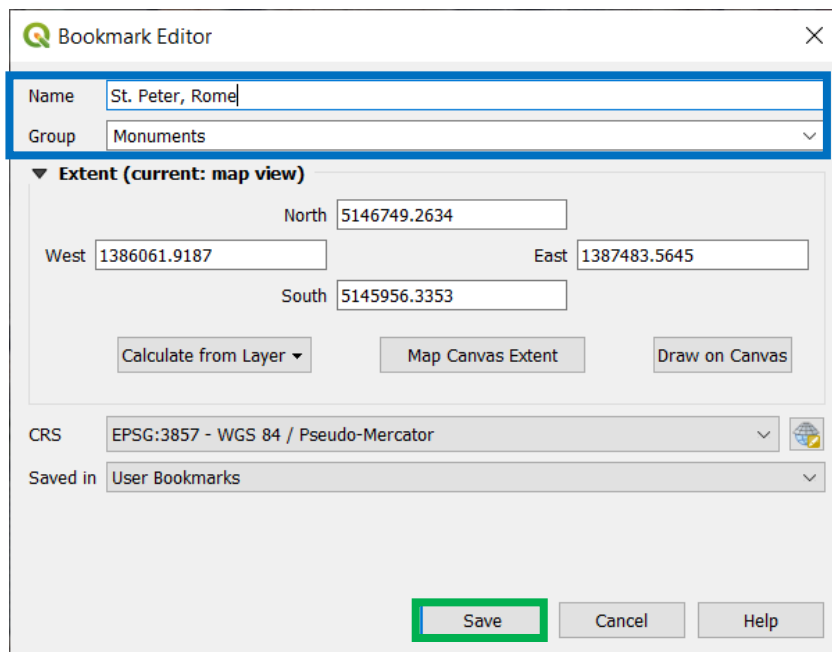 Bookmark Editor
Name St. Peter, Rome
Group Monuments
Extent (current: map view)
North 5146749.2634
West 1386061.9187 East 1387483.5645
South 5145956.3353
Calculate from Layer Map Canvas Extent Draw on Canvas
CRS EPSG:3857 - WGS 84 / Pseudo-Mercator
Saved in User Bookmarks
Save Cancel Help